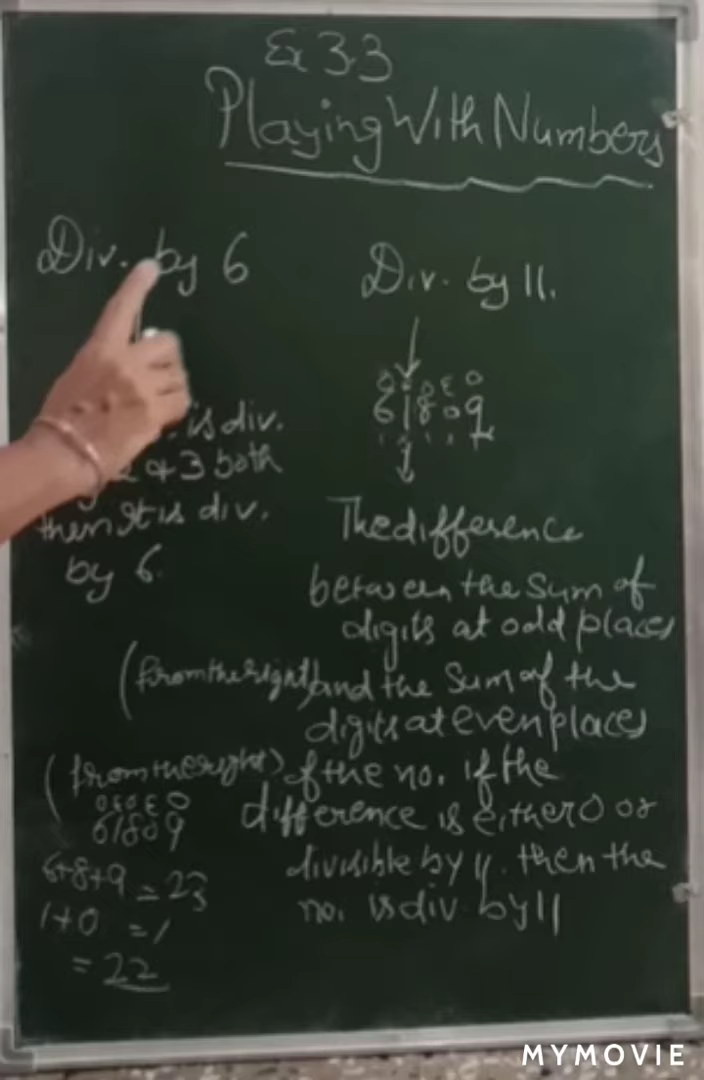 Ex 3.3
Playing With Numbers
Div. by 6
is div.
2 & 3 both
then it is div.
by 6.
Div. by 11.
O E O E O
61809
The difference
between the sum of
digits at odd places
(from the right) and the sum of the
digits at even places
(from the right) of the no. if the
difference is either 0 or
divisible by 11. then the
no. is div. by 11
O E O E O
61809
6+8+9 = 23
1+0 = 1
= 22
MYMOVIE